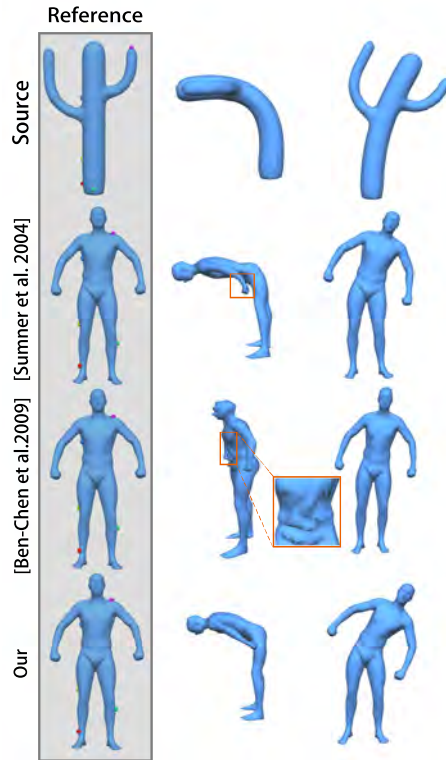 Reference
Source
[Sumner et al. 2004]
[Ben-Chen et al.2009]
Our